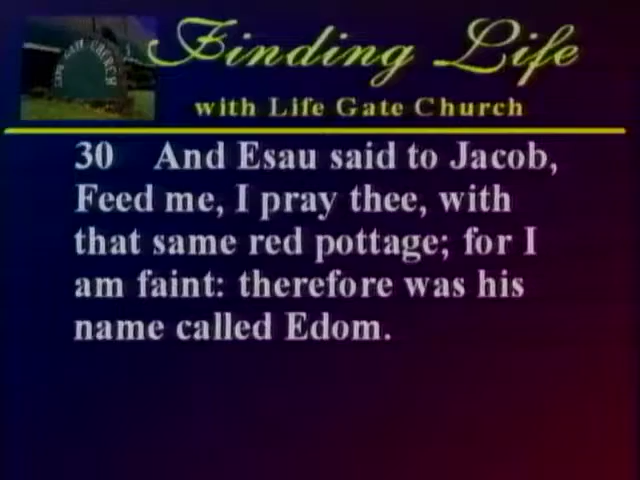 Finding Life
with Life Gate Church
30 And Esau said to Jacob,
Feed me, I pray thee, with
that same red pottage; for I
am faint: therefore was his
name called Edom.